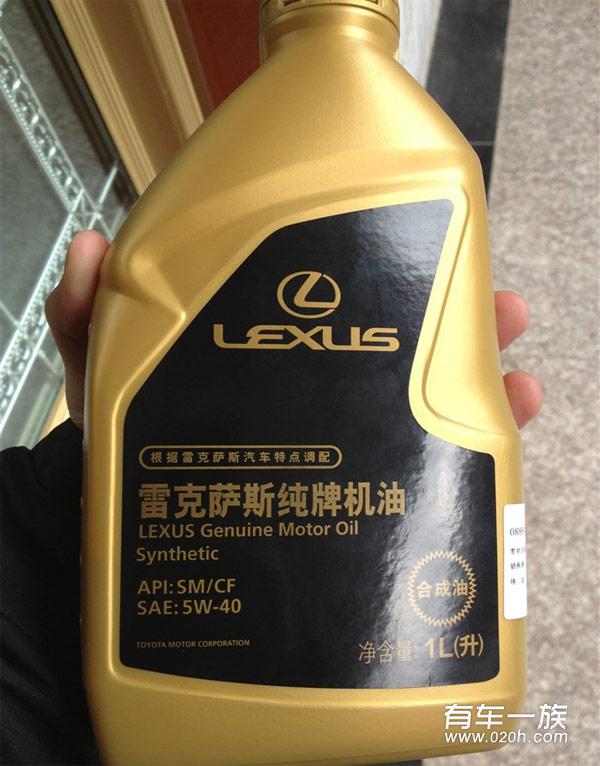 LEXUS
根据雷克萨斯汽车特点调配
雷克萨斯纯牌机油
LEXUS Genuine Motor Oil
Synthetic
API: SM/CF
SAE: 5W-40
合成油
TOYOTA MOTOR CORPORATION
净含量: 1L(升)
有车一族
www.020h.com